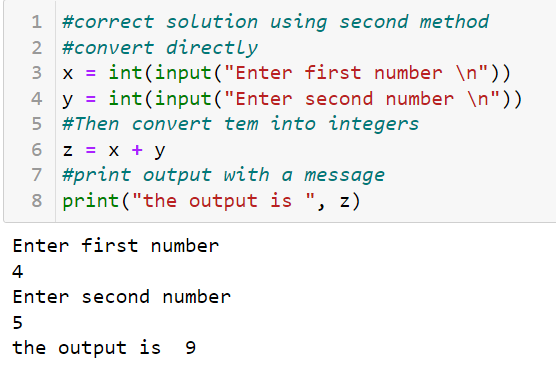 1 #correct solution using second method
2 #convert directly
3 x = int(input("Enter first number \n"))
4 y = int(input("Enter second number \n"))
5 #Then convert tem into integers
6 z = x + y
7 #print output with a message
8 print("the output is ", z)
Enter first number
4
Enter second number
5
the output is  9